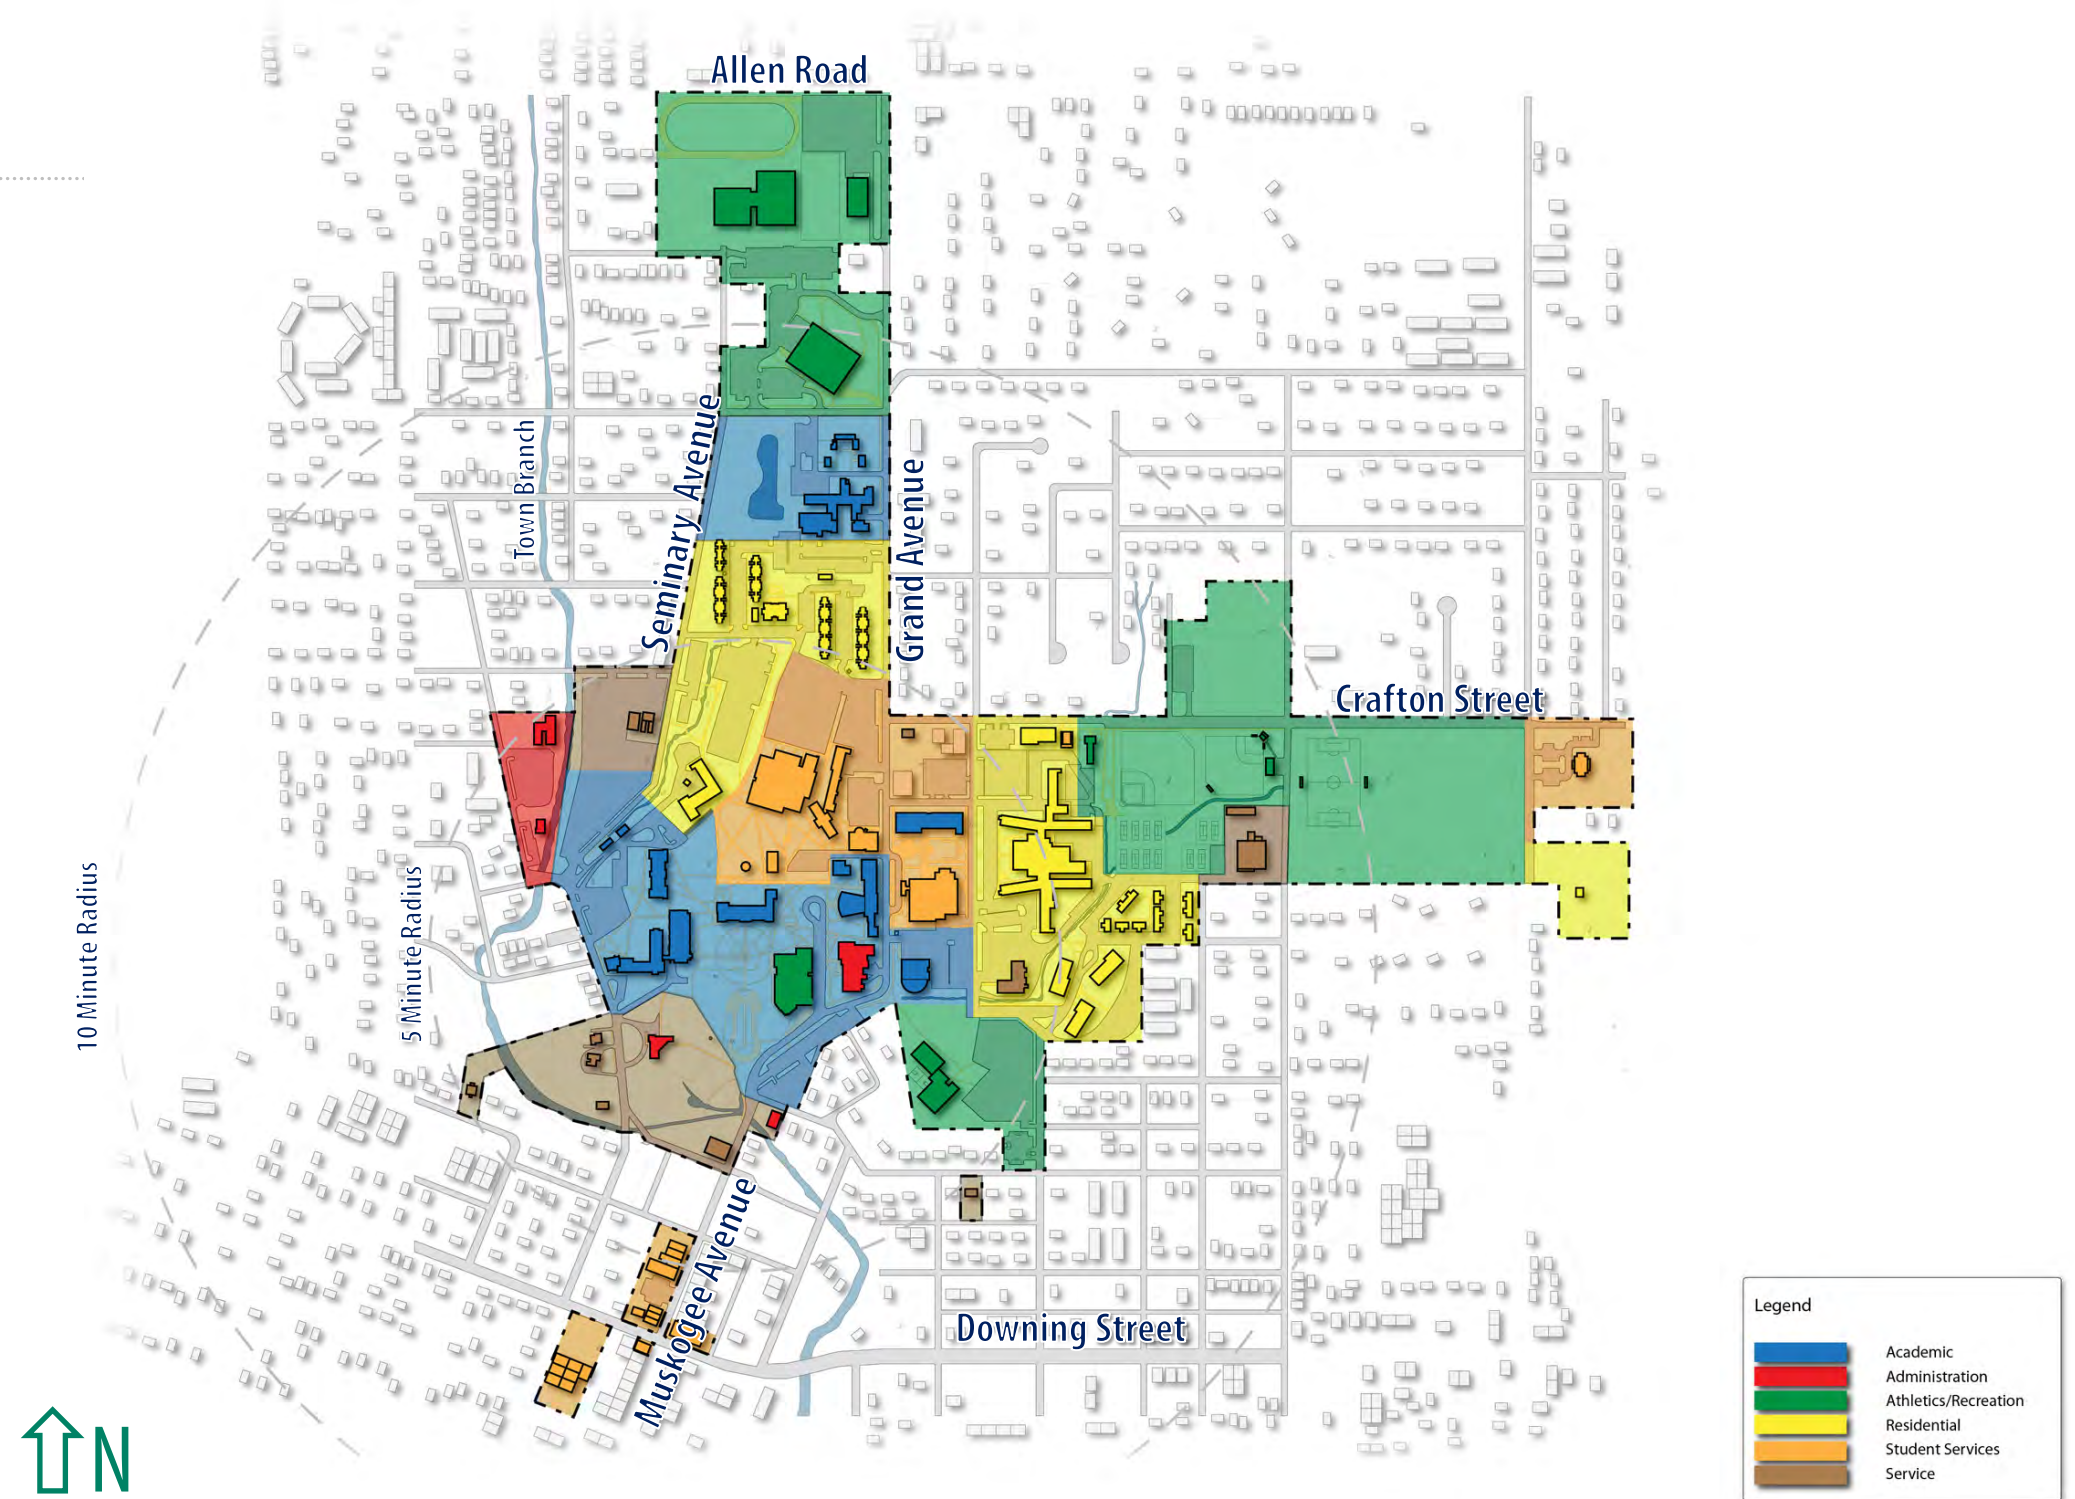 Allen Road
Town Branch
Seminary Avenue
Grand Avenue
Crafton Street
10 Minute Radius
5 Minute Radius
Muskogee Avenue
Downing Street
N
Legend
Academic
Administration
Athletics/Recreation
Residential
Student Services
Service